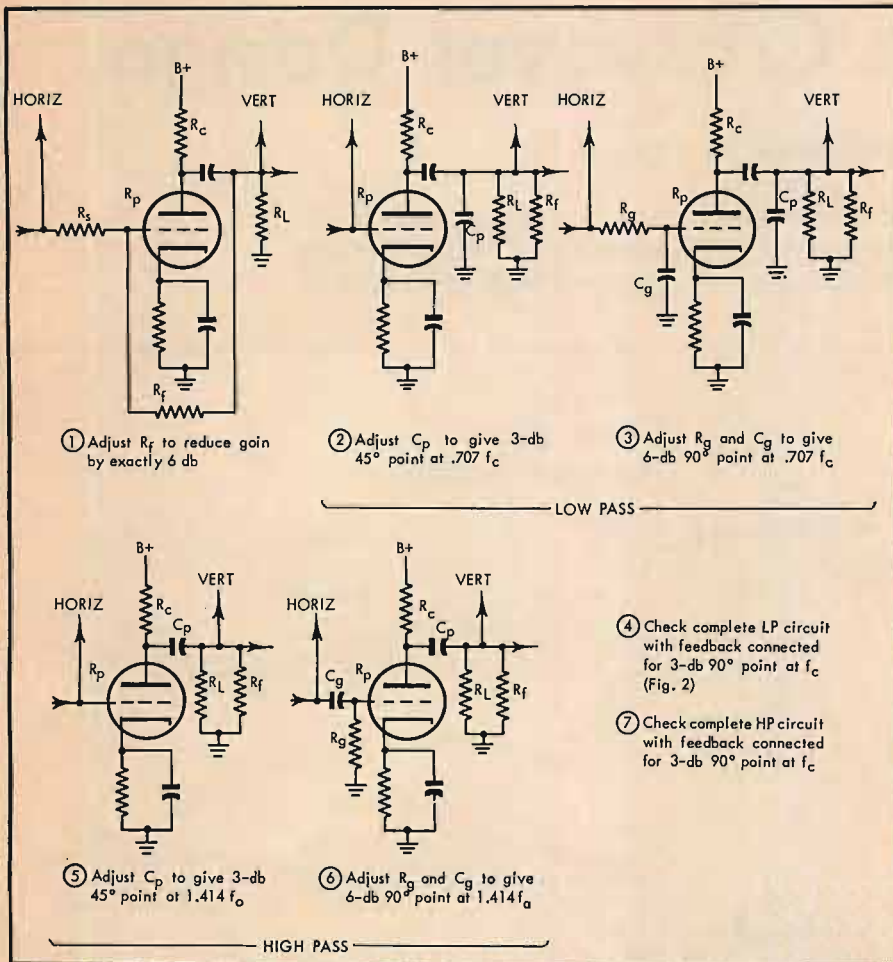 HORIZ
B+
VERT
Rc
Rp
Rs
RL
Rf
① Adjust Rf to reduce goin
by exactly 6 db
HORIZ
B+
VERT
Rc
Rp
Cp
RL
Rf
② Adjust Cp to give 3-db
45° point at .707 fc
HORIZ
B+
VERT
Rc
Rp
Rg
Cg
Cp
RL
Rf
③ Adjust Rg and Cg to give
6-db 90° point at .707 fc
LOW PASS
HORIZ
B+
VERT
Rc
Cp
Rp
RL
Rf
⑤ Adjust Cp to give 3-db
45° point at 1.414 fo
HORIZ
B+
VERT
Rc
Cp
Cg
Rp
Rg
RL
Rf
⑥ Adjust Rg and Cg to give
6-db 90° point at 1.414 fa
HIGH PASS
④ Check complete LP circuit
with feedback connected
for 3-db 90° point at fc
(Fig. 2)
⑦ Check complete HP circuit
with feedback connected
for 3-db 90° point at fc